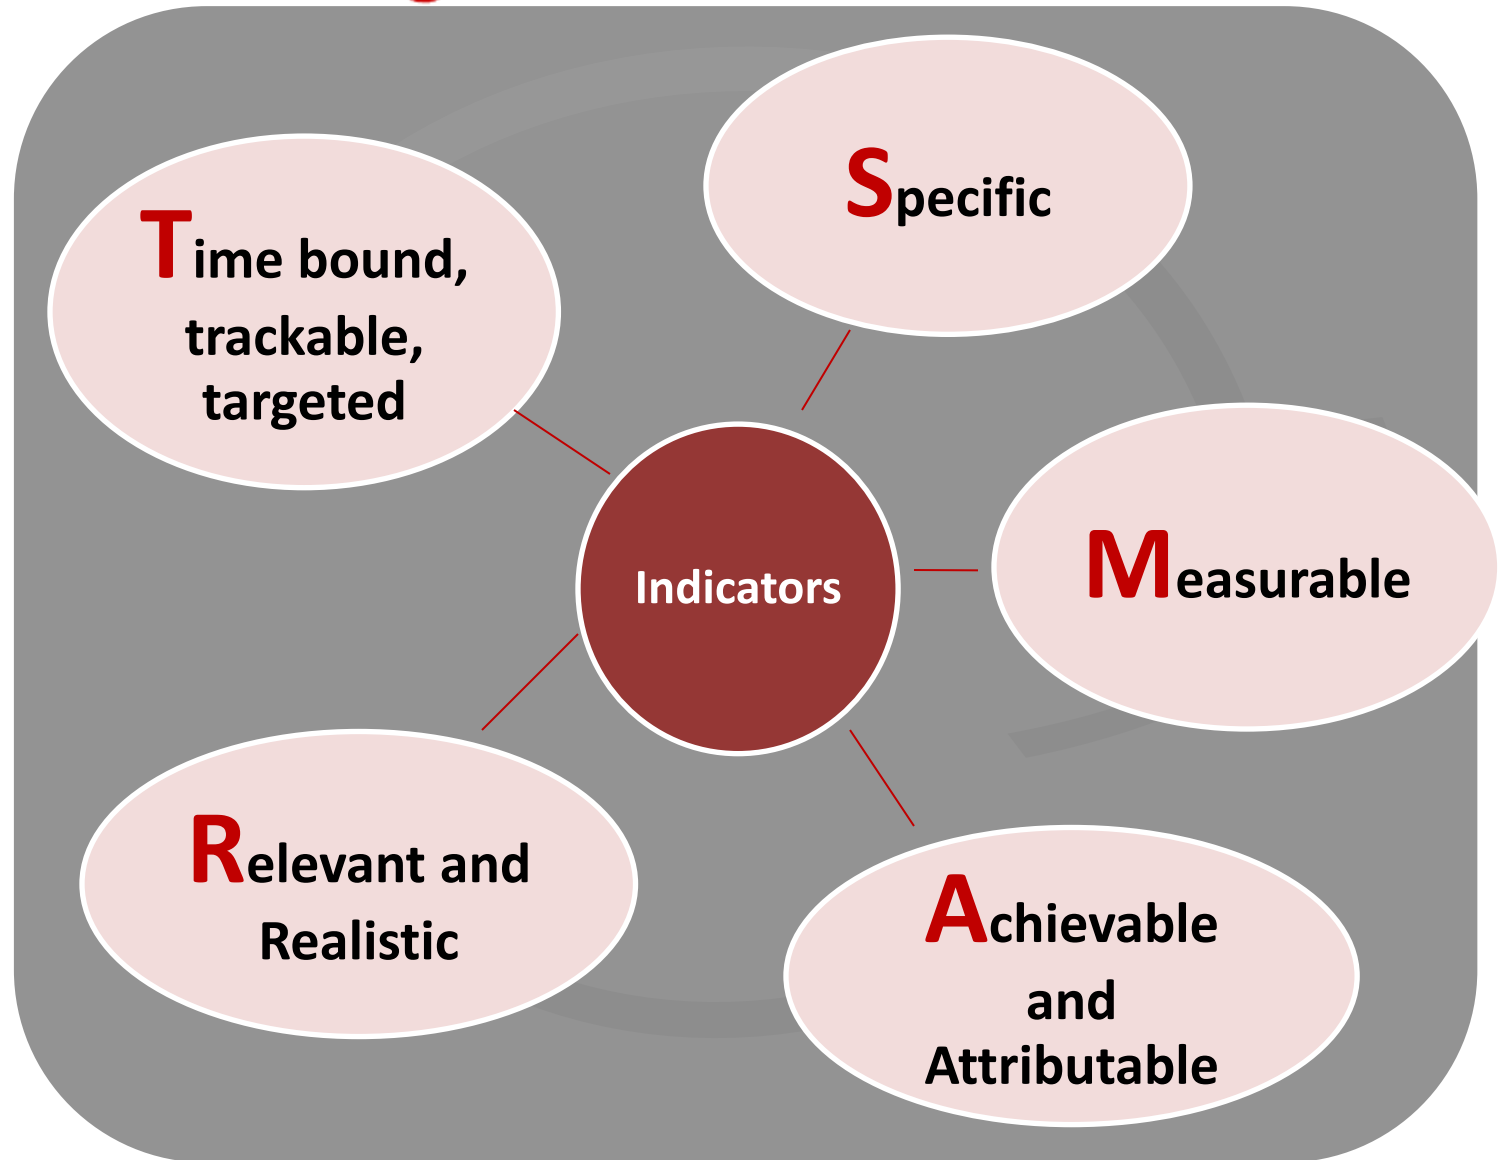 Specific
Time bound,
trackable,
targeted
Measurable
Indicators
Relevant and
Realistic
Achievable
and
Attributable